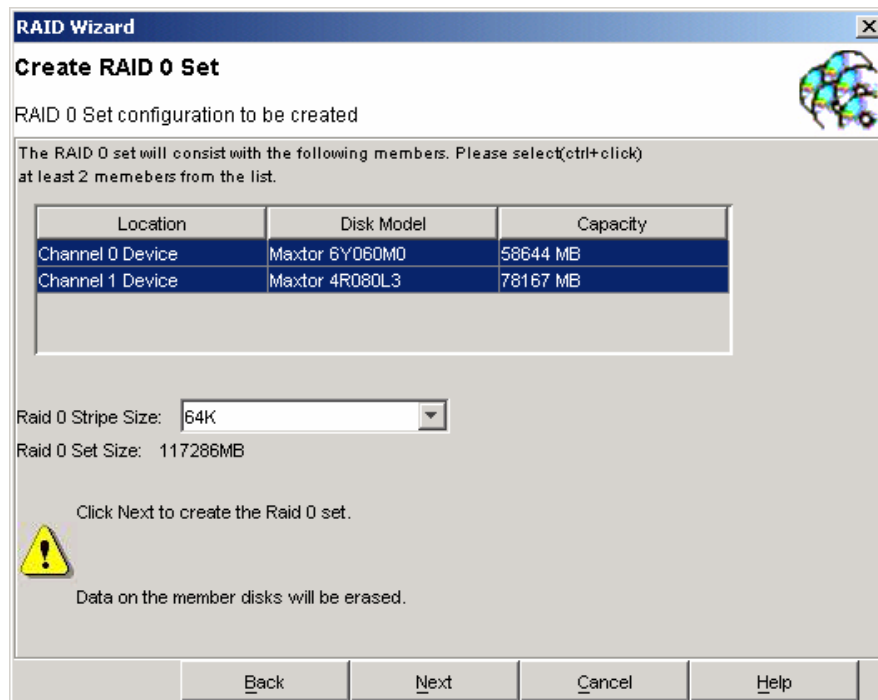 RAID Wizard
Create RAID 0 Set
RAID 0 Set configuration to be created
The RAID 0 set will consist with the following members. Please select(ctrl+click)
at least 2 memebers from the list.
Location Disk Model Capacity
Channel 0 Device Maxtor 6Y060M0 58644 MB
Channel 1 Device Maxtor 4R080L3 78167 MB
Raid 0 Stripe Size: 64K
Raid 0 Set Size: 117286MB
Click Next to create the Raid 0 set.
Data on the member disks will be erased.
Back Next Cancel Help